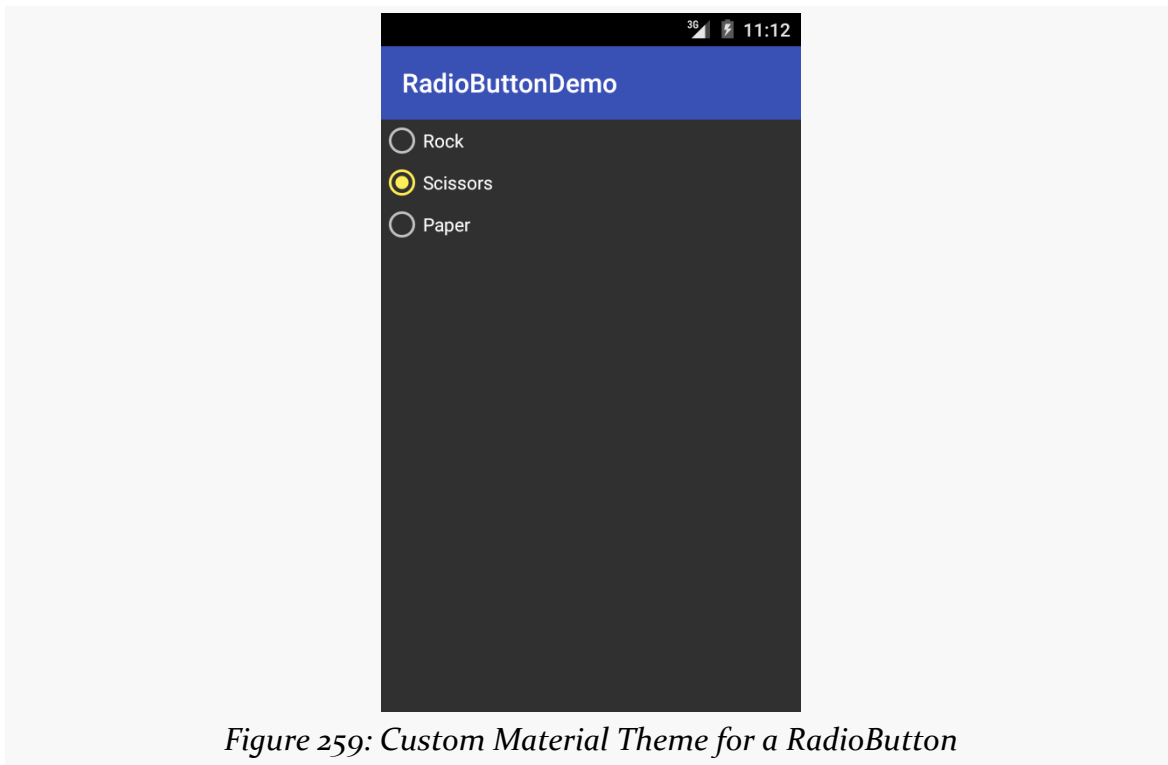 3G 11:12
RadioButtonDemo
Rock
Scissors
Paper
Figure 259: Custom Material Theme for a RadioButton